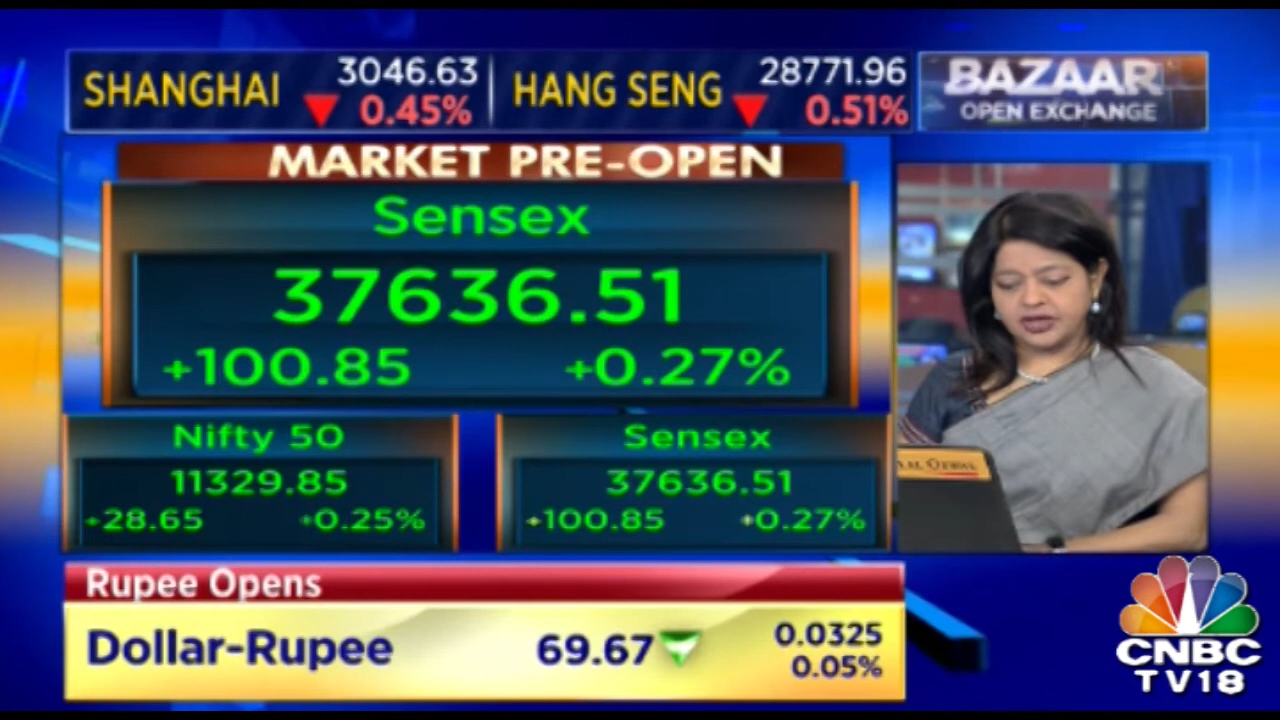 SHANGHAI
3046.63
0.45%
HANG SENG
28771.96
0.51%
BAZAAR
OPEN EXCHANGE
MARKET PRE-OPEN
Sensex
37636.51
+100.85 +0.27%
Nifty 50
11329.85
+28.65 +0.25%
Sensex
37636.51
+100.85 +0.27%
Rupee Opens
Dollar-Rupee 69.67
0.0325
0.05%
CNBC
TV18